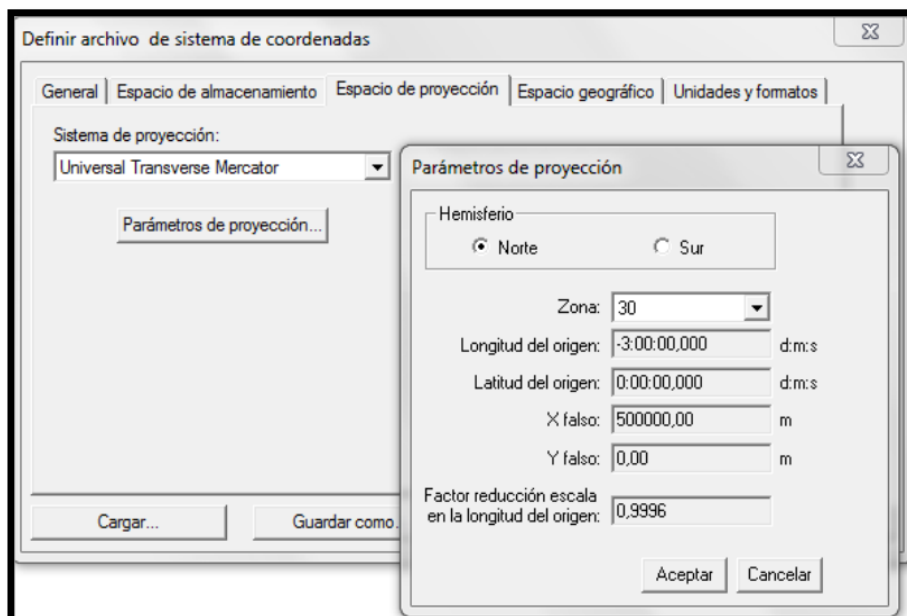 Definir archivo de sistema de coordenadas
General Espacio de almacenamiento Espacio de proyección Espacio geográfico Unidades y formatos
Sistema de proyección:
Universal Transverse Mercator
Parámetros de proyección...
Cargar...
Guardar como.
Parámetros de proyección
Hemisferio
Norte Sur
Zona: 30
Longitud del origen: -3:00:00,000 d:m:s
Latitud del origen: 0:00:00,000 d:m:s
X falso: 500000,00 m
Y falso: 0,00 m
Factor reducción escala
en la longitud del origen: 0,9996
Aceptar Cancelar